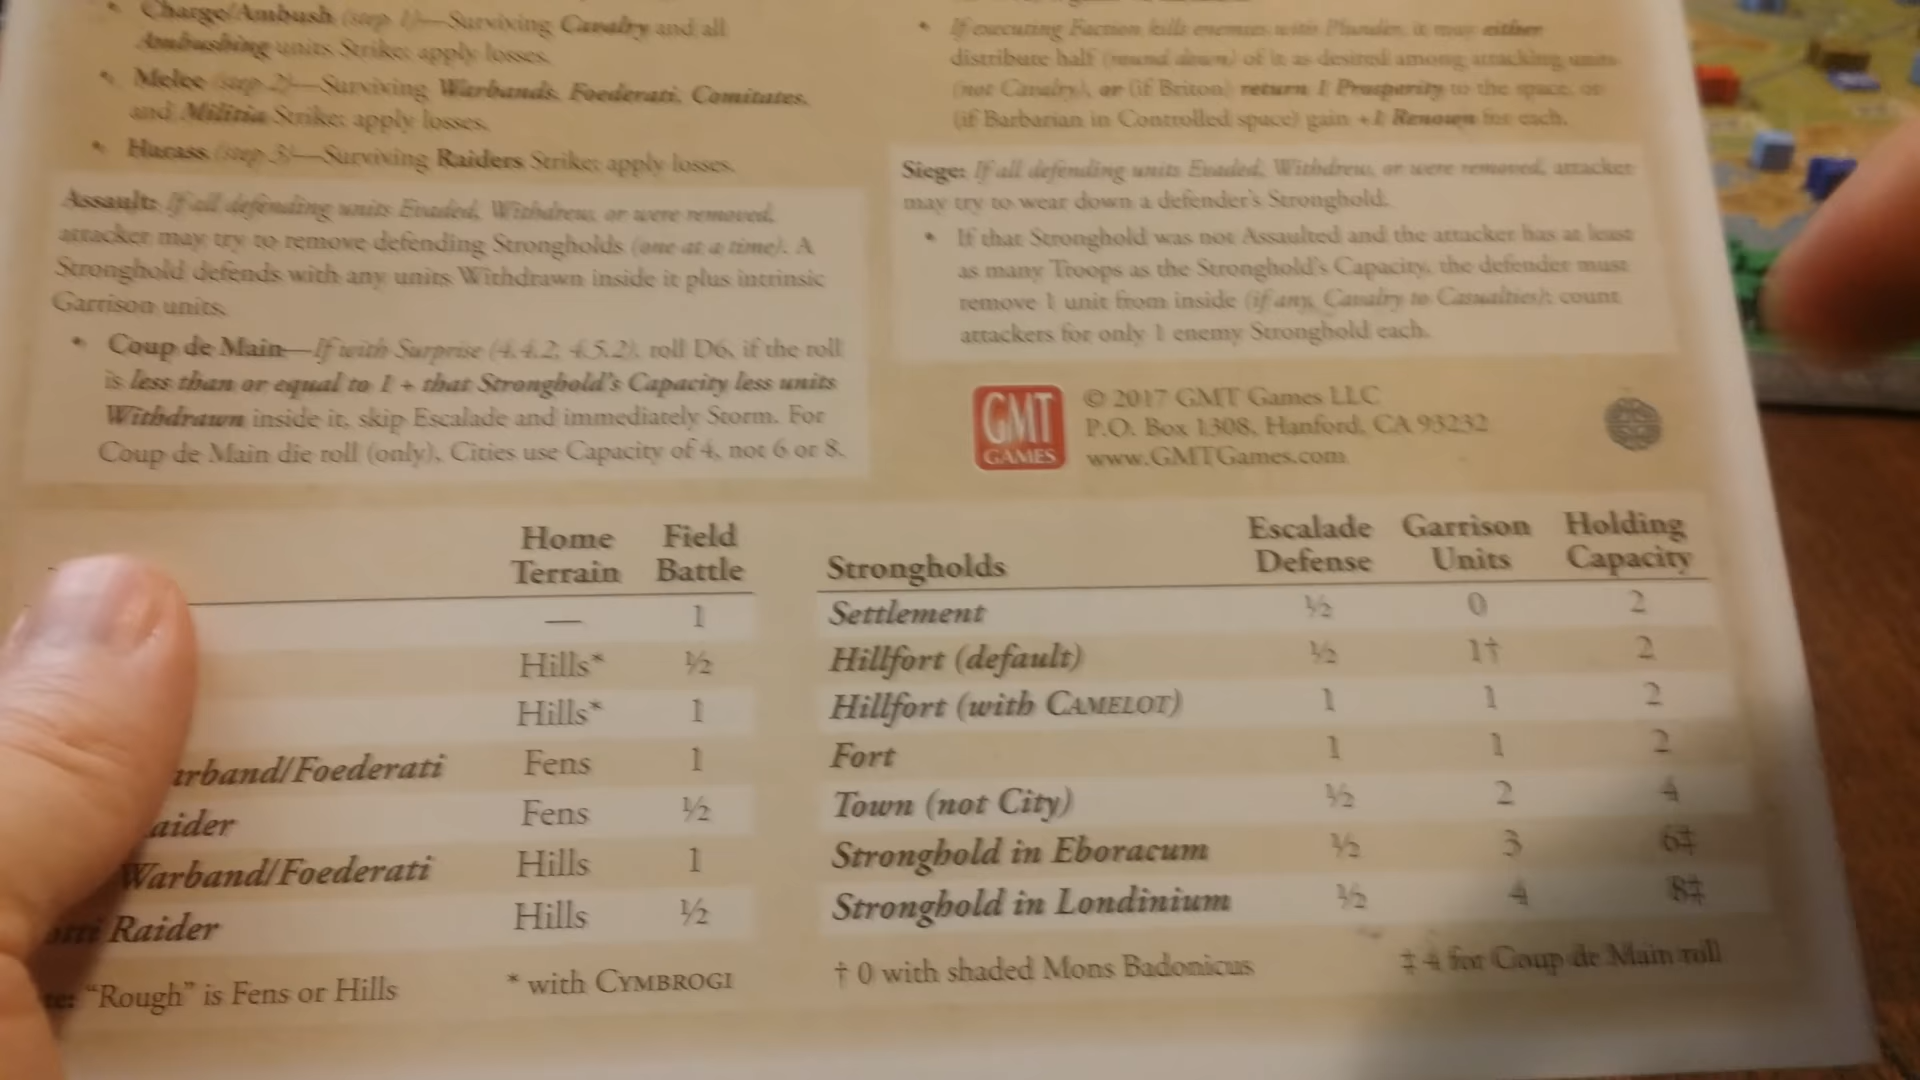 Charge/Ambush (step 1)—Surviving Cavalry and all
Ambushing units Strike; apply losses.
Melee (step 2)—Surviving Warbands, Foederati, Comitates,
and Militia Strike; apply losses.
Harass (step 3)—Surviving Raiders Strike; apply losses.
Assault: If all defending units Evaded, Withdrew, or were removed,
attacker may try to remove defending Strongholds (one at a time). A
Stronghold defends with any units Withdrawn inside it plus intrinsic
Garrison units.
Coup de Main—If with Surprise (4.4.2, 4.5.2), roll D6, if the roll
is less than or equal to 1 + that Stronghold's Capacity less units
Withdrawn inside it, skip Escalade and immediately Storm. For
Coup de Main die roll (only), Cities use Capacity of 4, not 6 or 8.
If executing Faction kills enemies with Plunder, it may either
distribute half (round down) of it as desired among attacking units
(not Cavalry), or (if Briton) return 1 Prosperity to the space, or
(if Barbarian in Controlled space) gain +1 Renown for each.
Siege: If all defending units Evaded, Withdrew, or were removed, attacker
may try to wear down a defender's Stronghold.
If that Stronghold was not Assaulted and the attacker has at least
as many Troops as the Stronghold's Capacity, the defender must
remove 1 unit from inside (if any, Cavalry to Casualties); count
attackers for only 1 enemy Stronghold each.
GMT
GAMES
© 2017 GMT Games LLC
P.O. Box 1308, Hanford, CA 93232
www.GMTGames.com
Home Terrain Field Battle
— 1
Hills* ½
Hills* 1
arband/Foederati Fens 1
aider Fens ½
Warband/Foederati Hills 1
Raider Hills ½
"Rough" is Fens or Hills * with CYMBROGI
Strongholds Escalade Defense Garrison Units Holding Capacity
Settlement ½ 0 2
Hillfort (default) ½ 1† 2
Hillfort (with CAMELOT) 1 1 2
Fort 1 1 2
Town (not City) ½ 2 4
Stronghold in Eboracum ½ 3 6‡
Stronghold in Londinium ½ 4 8‡
† 0 with shaded Mons Badonicus ‡ 4 for Coup de Main roll